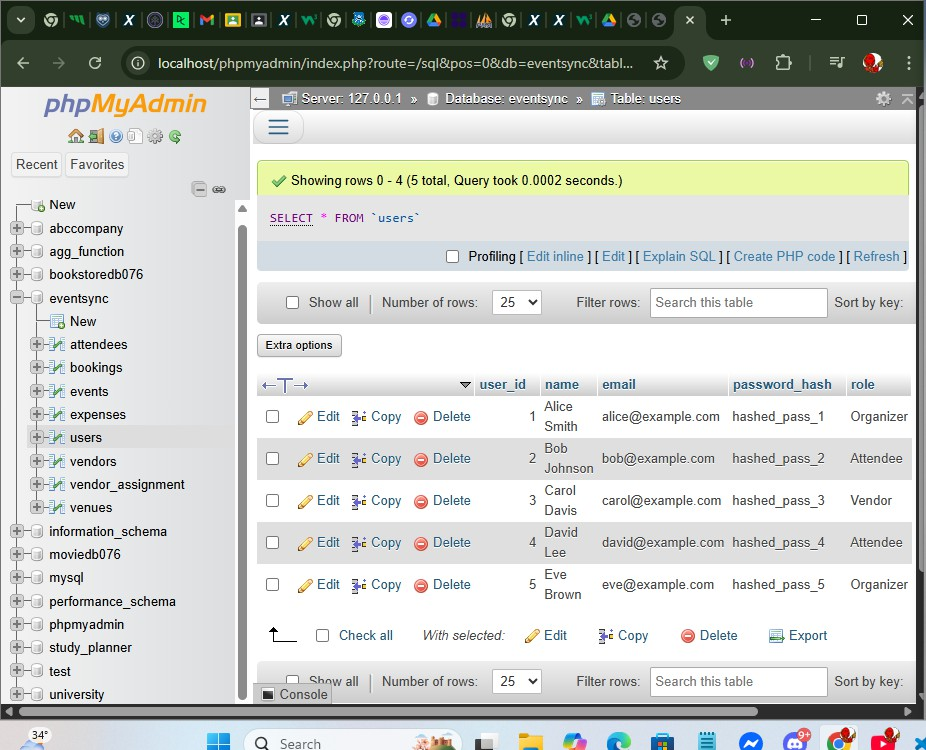 localhost/phpmyadmin/index.php?route=/sql&pos=0&db=eventsync&tabl...
phpMyAdmin
Recent Favorites
New
abccompany
agg_function
bookstoredb076
eventsync
New
attendees
bookings
events
expenses
users
vendors
vendor_assignment
venues
information_schema
moviedb076
mysql
performance_schema
phpmyadmin
study_planner
test
university
Server: 127.0.0.1 » Database: eventsync » Table: users
Showing rows 0 - 4 (5 total, Query took 0.0002 seconds.)
SELECT * FROM `users`
Profiling [ Edit inline ] [ Edit ] [ Explain SQL ] [ Create PHP code ] [ Refresh ]
Show all Number of rows: 25 Filter rows: Search this table Sort by key:
Extra options
user_id name email password_hash role
Edit Copy Delete 1 Alice Smith alice@example.com hashed_pass_1 Organizer
Edit Copy Delete 2 Bob Johnson bob@example.com hashed_pass_2 Attendee
Edit Copy Delete 3 Carol Davis carol@example.com hashed_pass_3 Vendor
Edit Copy Delete 4 David Lee david@example.com hashed_pass_4 Attendee
Edit Copy Delete 5 Eve Brown eve@example.com hashed_pass_5 Organizer
Check all With selected: Edit Copy Delete Export
Show all Number of rows: 25 Filter rows: Search this table Sort by key:
Console
34°
Search
9+